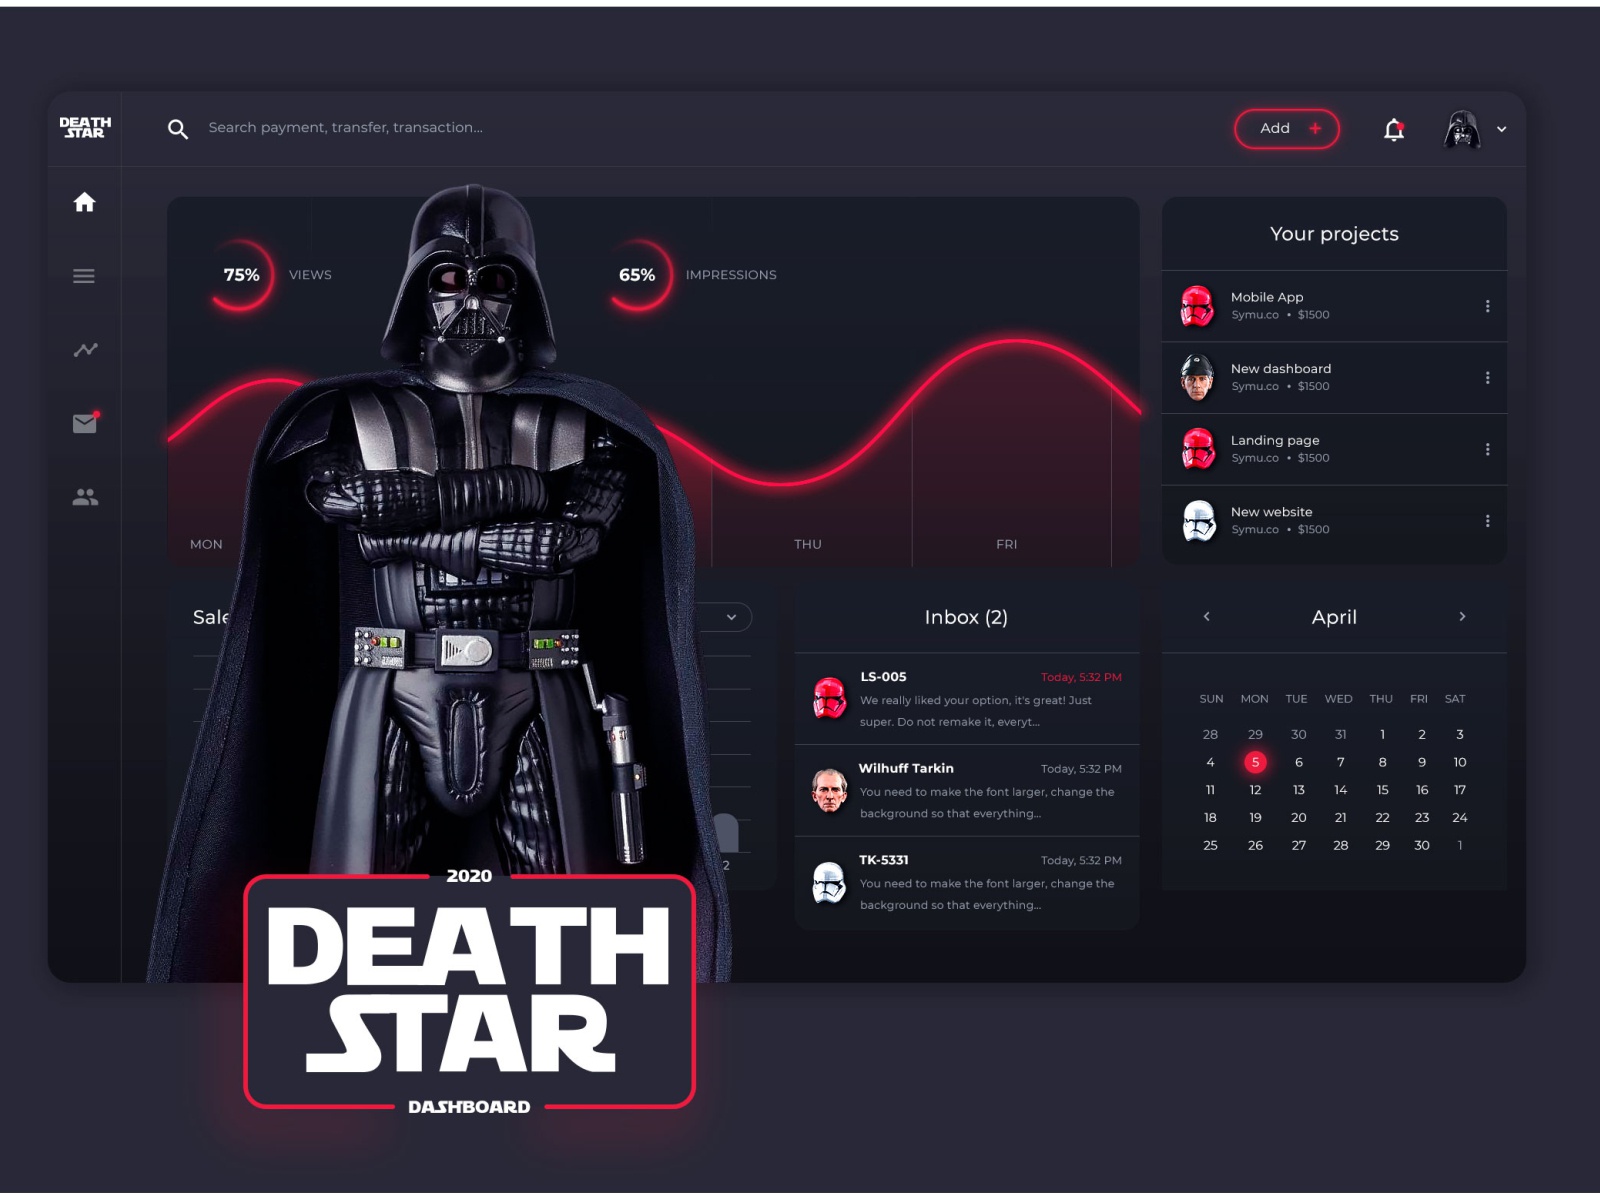 DEATH
STAR
Search payment, transfer, transaction...
Add +
75%
VIEWS
65%
IMPRESSIONS
MON
THU
FRI
Your projects
Mobile App
Symu.co • $1500
New dashboard
Symu.co • $1500
Landing page
Symu.co • $1500
New website
Symu.co • $1500
2
Inbox (2)
LS-005
Today, 5:32 PM
We really liked your option, it's great! Just
super. Do not remake it, everyt...
Wilhuff Tarkin
Today, 5:32 PM
You need to make the font larger, change the
background so that everything...
TK-5331
Today, 5:32 PM
You need to make the font larger, change the
background so that everything...
April
SUN MON TUE WED THU FRI SAT
28 29 30 31 1 2 3
4 5 6 7 8 9 10
11 12 13 14 15 16 17
18 19 20 21 22 23 24
25 26 27 28 29 30 1
2020
DEATH
STAR
DASHBOARD